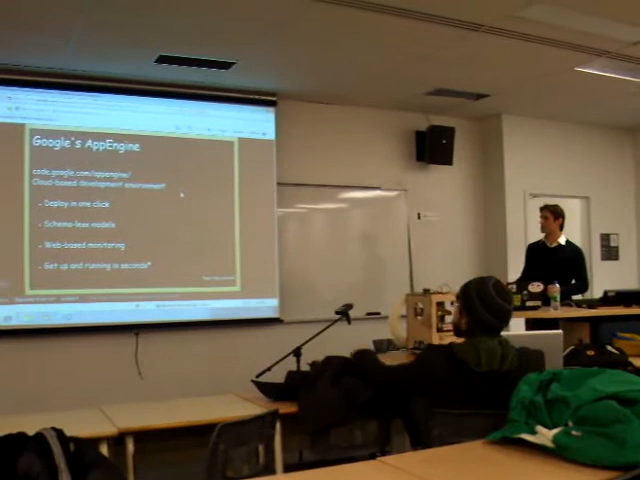 Google's AppEngine
code.google.com/appengine/
Cloud-based development environment
- Deploy in one click
- Schema-less models
- Web-based monitoring
- Get up and running in seconds*